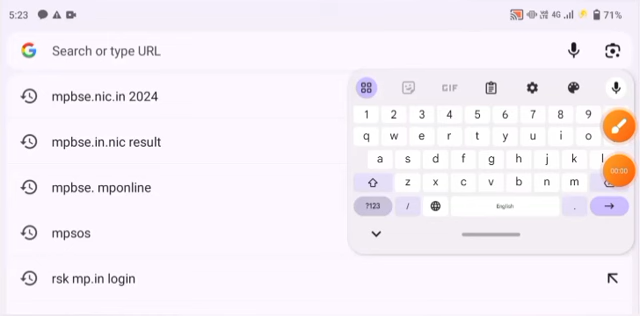 5:23
4G 71%
Search or type URL
mpbse.nic.in 2024
mpbse.in.nic result
mpbse. mponline
mpsos
rsk mp.in login
GIF
1 2 3 4 5 6 7 8 9
q w e r t y u i o
a s d f g h j k l
00:00
z x c v b n m
?123 / English .